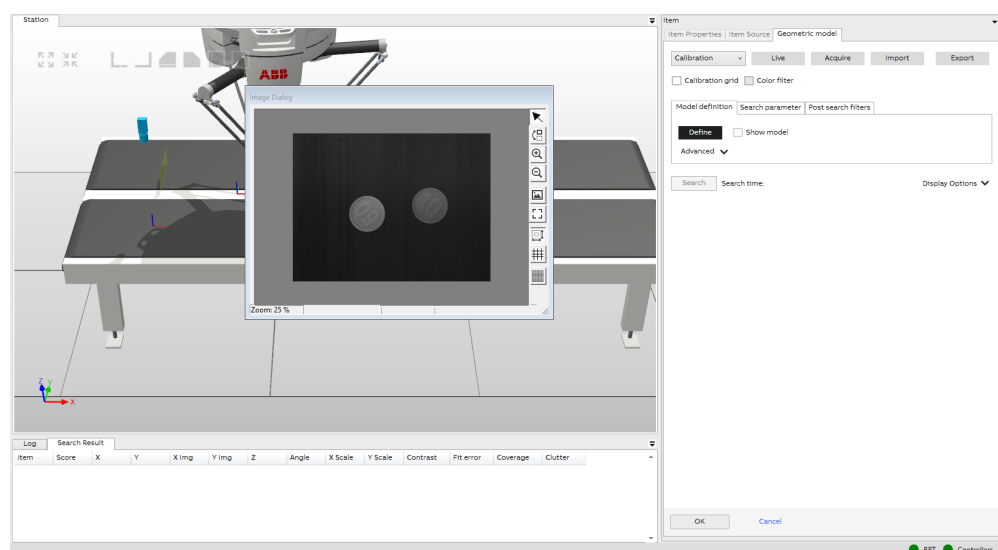 Station
ABB
Image Dialog
Zoom: 25 %
Z
Y
X
Log Search Result
Item Score X Y X Img Y Img Z Angle X Scale Y Scale Contrast Fit error Coverage Clutter
Item
Item Properties Item Source Geometric model
Calibration Live Acquire Import Export
Calibration grid Color filter
Model definition Search parameter Post search filters
Define Show model
Advanced
Search Search time: Display Options
OK Cancel
RRT Controllers